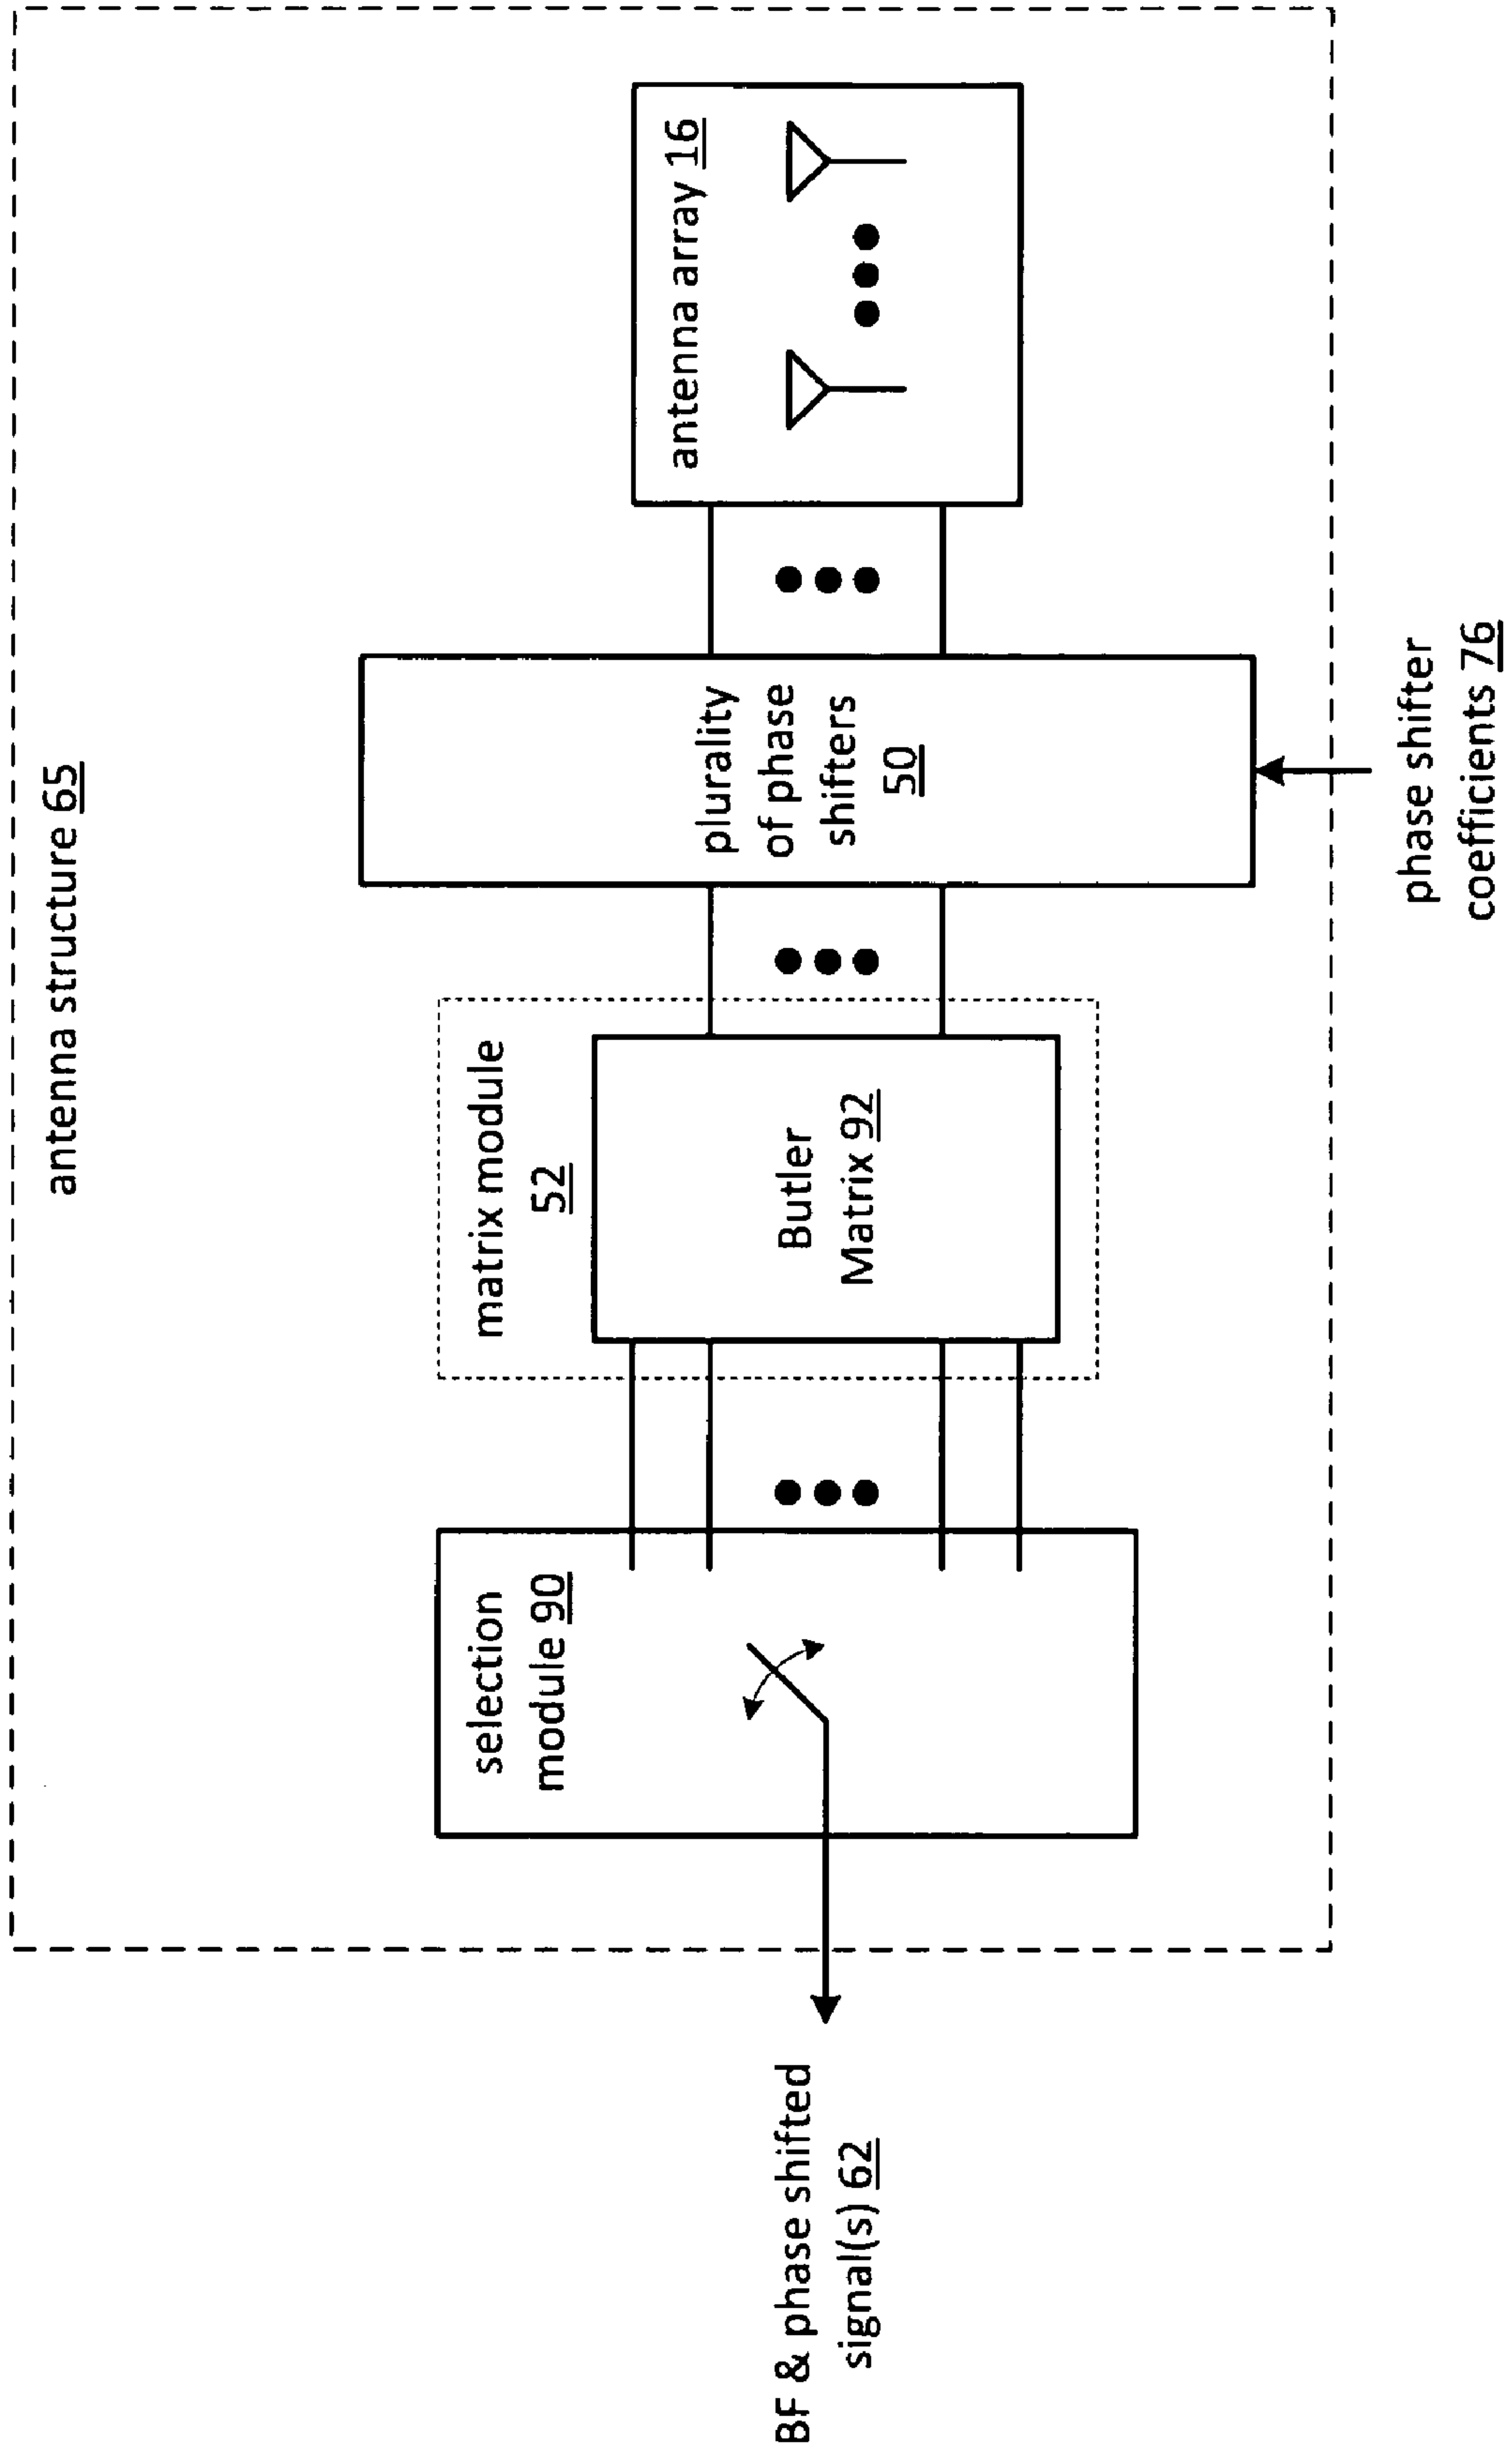 antenna structure 65
selection
module 90
matrix module
52
Butler
Matrix 92
plurality
of phase
shifters
50
antenna array 16
BF & phase shifted
signal(s) 62
phase shifter
coefficients 76